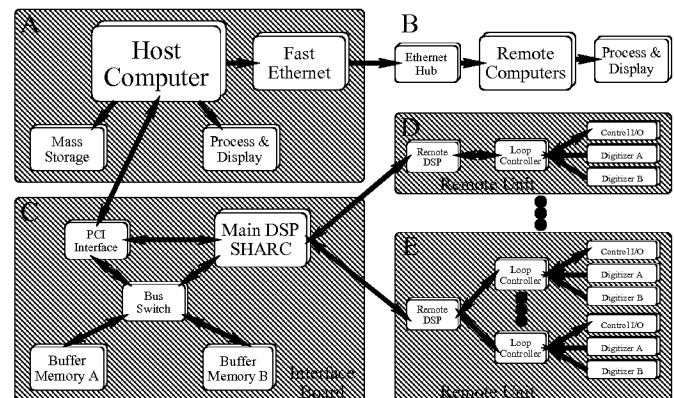 A
Host
Computer
Fast
Ethernet
Mass
Storage
Process &
Display
B
Ethernet
Hub
Remote
Computers
Process &
Display
C
PCI
Interface
Main DSP
SHARC
Bus
Switch
Buffer
Memory A
Buffer
Memory B
Interface
Board
D
Remote
DSP
Loop
Controller
Control I/O
Digitizer A
Digitizer B
Remote Unit
E
Remote
DSP
Loop
Controller
Control I/O
Digitizer A
Digitizer B
Loop
Controller
Control I/O
Digitizer A
Digitizer B
Remote Unit